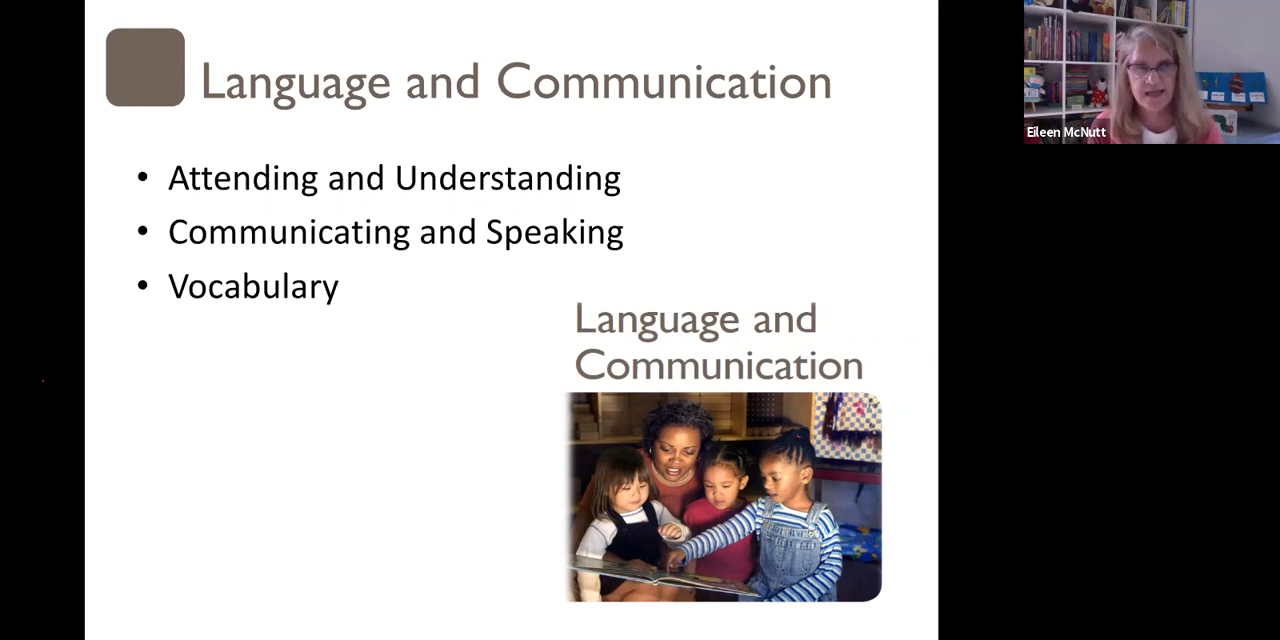 Language and Communication
• Attending and Understanding
• Communicating and Speaking
• Vocabulary
Language and
Communication
Eileen McNutt